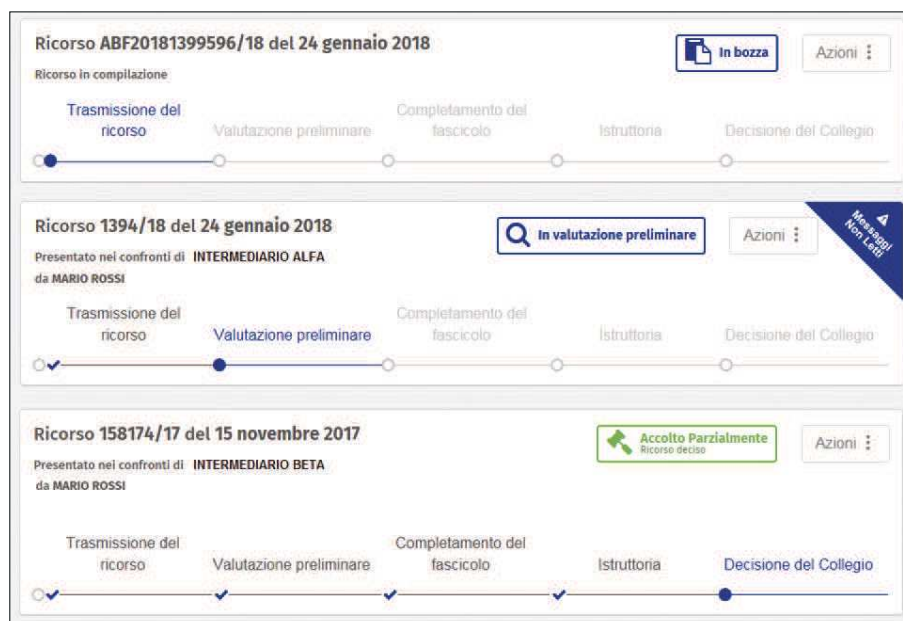 Ricorso ABF20181399596/18 del 24 gennaio 2018
In bozza
Azioni
Ricorso in compilazione
Trasmissione del
ricorso
Valutazione preliminare
Completamento del
fascicolo
Istruttoria
Decisione del Collegio
Ricorso 1394/18 del 24 gennaio 2018
In valutazione preliminare
Azioni
Messaggi
Non Letti
Presentato nei confronti di INTERMEDIARIO ALFA
da MARIO ROSSI
Trasmissione del
ricorso
Valutazione preliminare
Completamento del
fascicolo
Istruttoria
Decisione del Collegio
Ricorso 158174/17 del 15 novembre 2017
Accolto Parzialmente
Ricorso deciso
Azioni
Presentato nei confronti di INTERMEDIARIO BETA
da MARIO ROSSI
Trasmissione del
ricorso
Valutazione preliminare
Completamento del
fascicolo
Istruttoria
Decisione del Collegio